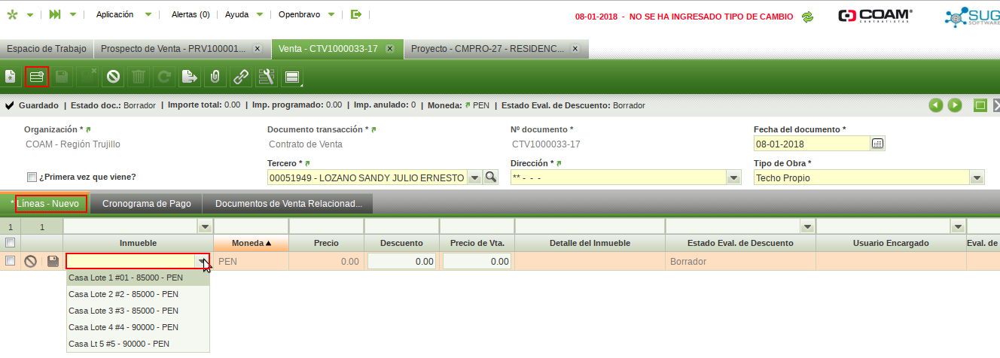 Aplicación Alertas (0) Ayuda Openbravo 08-01-2018 - NO SE HA INGRESADO TIPO DE CAMBIO COAM CONTRATISTAS SUG SOFTWARE
Espacio de Trabajo Prospecto de Venta - PRV100001... x Venta - CTV1000033-17 x Proyecto - CMPRO-27 - RESIDENC... x
Guardado | Estado doc.: Borrador | Importe total: 0.00 | Imp. programado: 0.00 | Imp. anulado: 0 | Moneda: PEN | Estado Eval. de Descuento: Borrador
Organización * Documento transacción * Nº documento * Fecha del documento *
COAM - Región Trujillo Contrato de Venta CTV1000033-17 08-01-2018
Tercero * Dirección * Tipo de Obra *
¿Primera vez que viene? 00051949 - LOZANO SANDY JULIO ERNESTO ** - - - Techo Propio
* Líneas - Nuevo Cronograma de Pago Documentos de Venta Relacionad...
1 1
Inmueble Moneda Precio Descuento Precio de Vta. Detalle del Inmueble Estado Eval. de Descuento Usuario Encargado Eval. de
PEN 0.00 0.00 0.00 Borrador
Casa Lote 1 #01 - 85000 - PEN
Casa Lote 2 #2 - 85000 - PEN
Casa Lote 3 #3 - 85000 - PEN
Casa Lote 4 #4 - 90000 - PEN
Casa Lt 5 #5 - 90000 - PEN